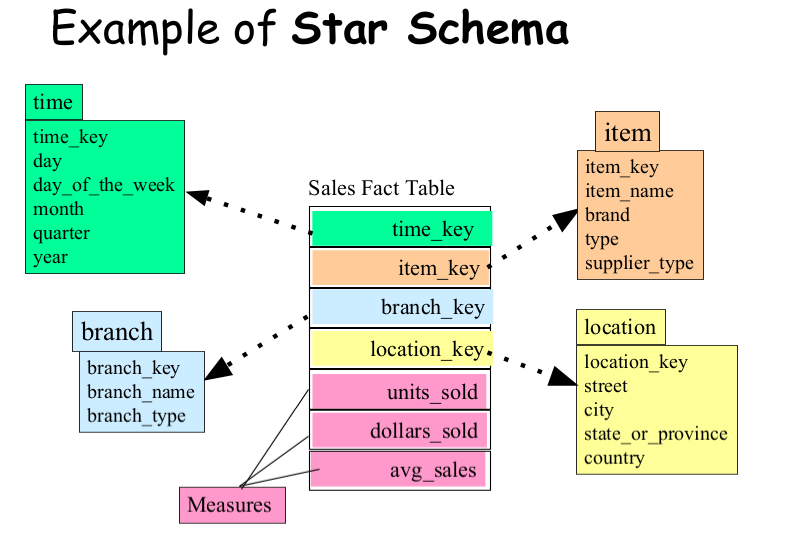 Example of Star Schema
time
time_key
day
day_of_the_week
month
quarter
year
branch
branch_key
branch_name
branch_type
Sales Fact Table
time_key
item_key
branch_key
location_key
units_sold
dollars_sold
avg_sales
Measures
item
item_key
item_name
brand
type
supplier_type
location
location_key
street
city
state_or_province
country